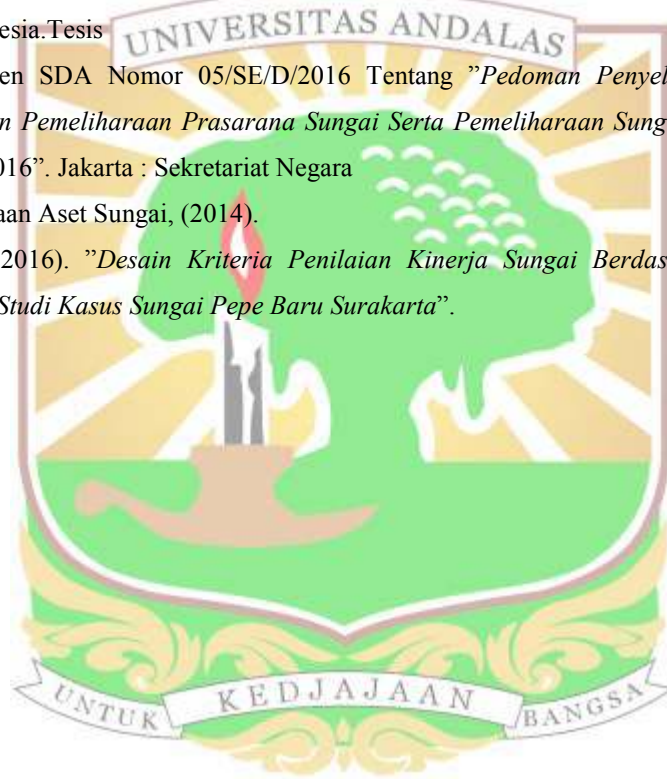 esia.Tesis
UNIVERSITAS ANDALAS
en SDA Nomor 05/SE/D/2016 Tentang ”Pedoman Penyel
n Pemeliharaan Prasarana Sungai Serta Pemeliharaan Sung
016”. Jakarta : Sekretariat Negara
aan Aset Sungai, (2014).
2016). ”Desain Kriteria Penilaian Kinerja Sungai Berdas
Studi Kasus Sungai Pepe Baru Surakarta”.
UNTUK KEDJAJAAN BANGSA